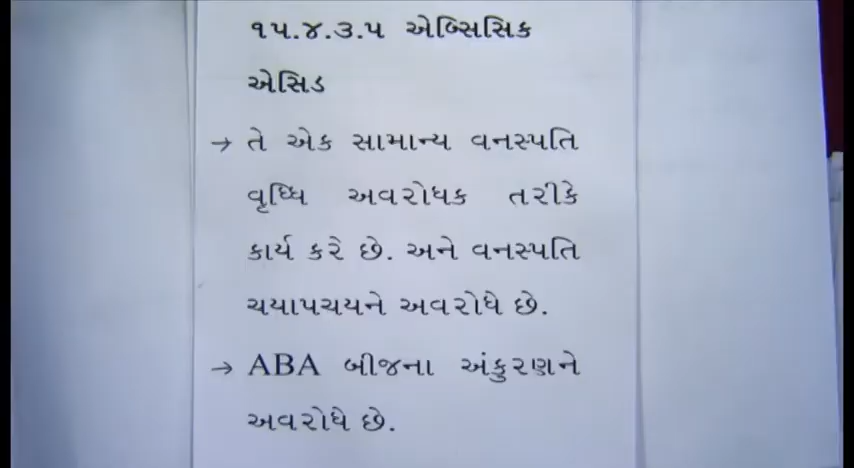 ૧૫.૪.૩.૫ એબ્સિસિક
એસિડ
→ તે એક સામાન્ય વનસ્પતિ
વૃધ્ધિ અવરોધક તરીકે
કાર્ય કરે છે. અને વનસ્પતિ
ચયાપચયને અવરોધે છે.
→ ABA બીજના અંકુરણને
અવરોધે છે.